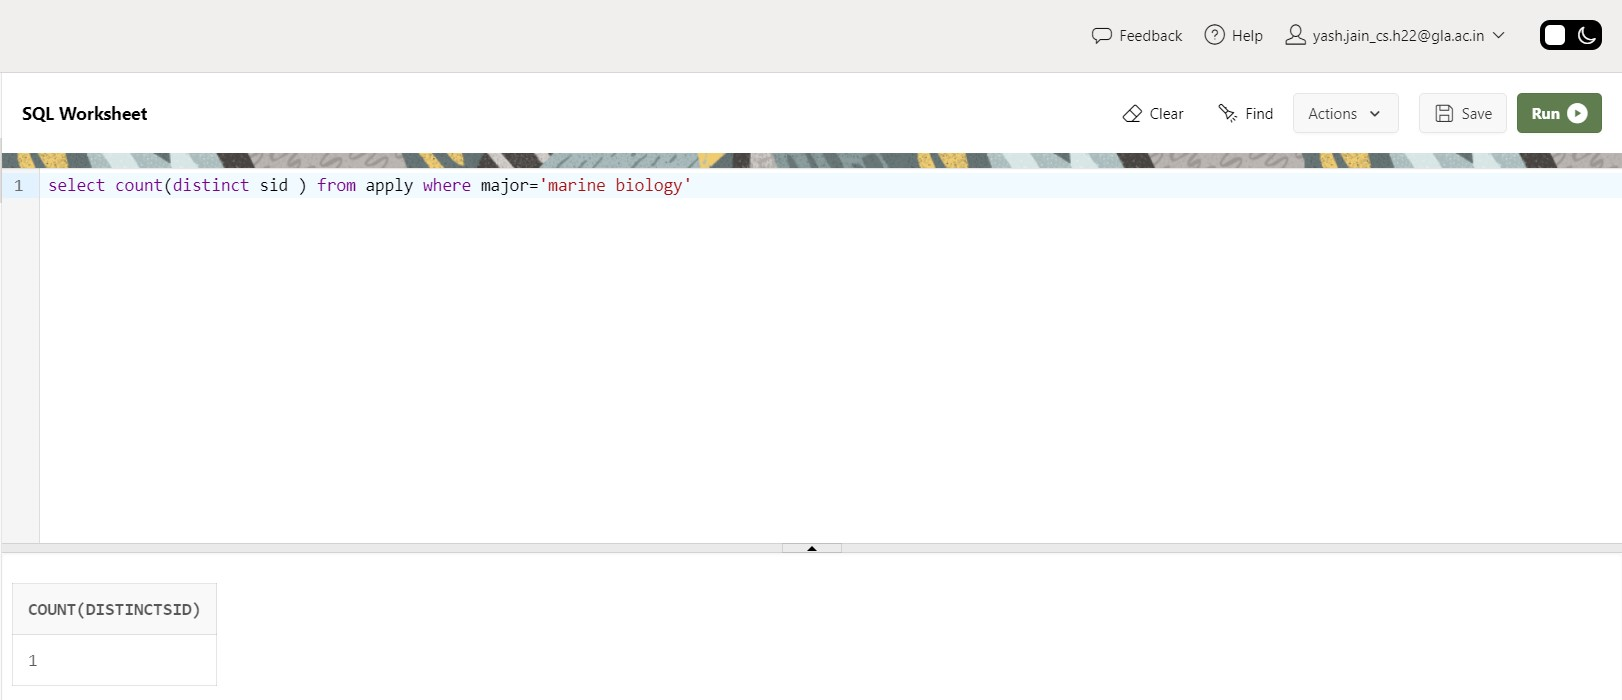 Feedback Help yash.jain_cs.h22@gla.ac.in
SQL Worksheet Clear Find Actions Save Run
1 select count(distinct sid ) from apply where major='marine biology'
COUNT(DISTINCTSID)
1